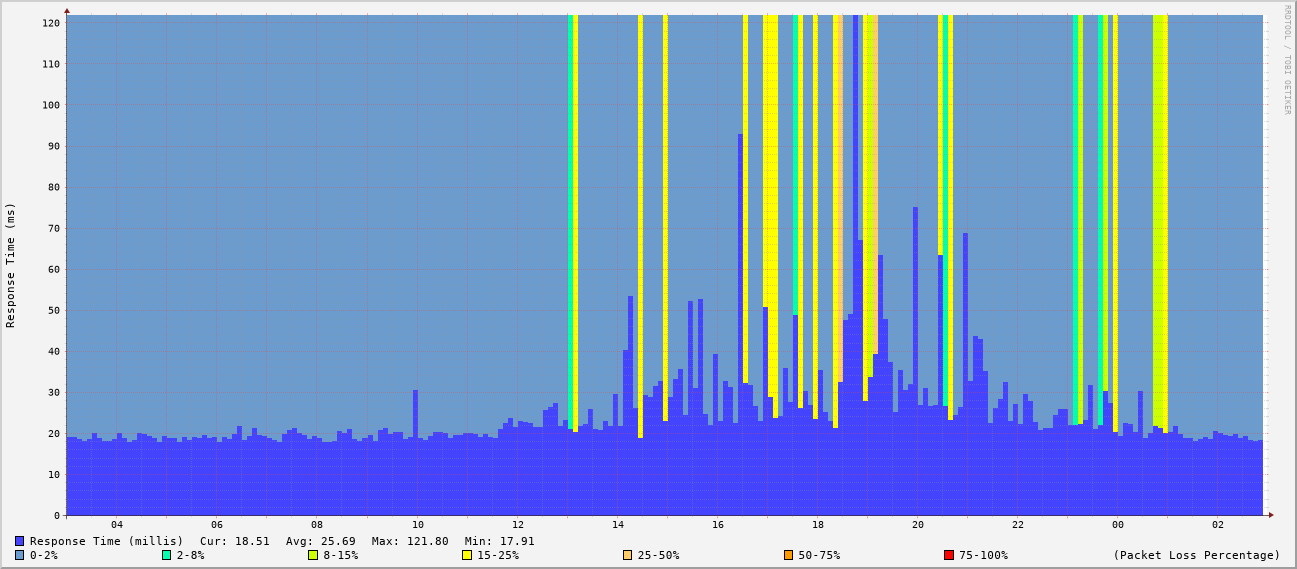 RRDTOOL / TOBI OETIKER
Response Time (ms)
120
110
100
90
80
70
60
50
40
30
20
10
0
04 06 08 10 12 14 16 18 20 22 00 02
Response Time (millis) Cur: 18.51 Avg: 25.69 Max: 121.80 Min: 17.91
0-2% 2-8% 8-15% 15-25% 25-50% 50-75% 75-100% (Packet Loss Percentage)